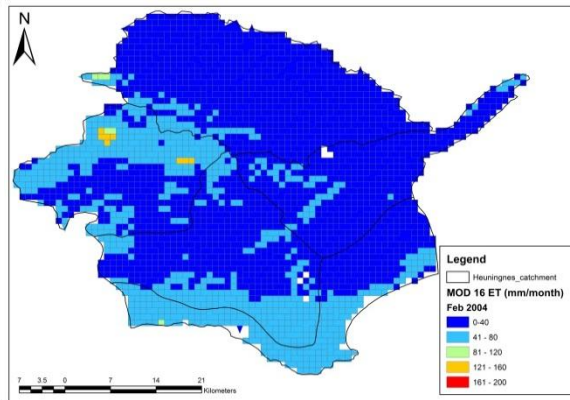 N
Legend
Heuningnes_catchment
MOD 16 ET (mm/month)
Feb 2004
0-40
41 - 80
81 - 120
121 - 160
161 - 200
7 3.5 0 7 14 21
Kilometers